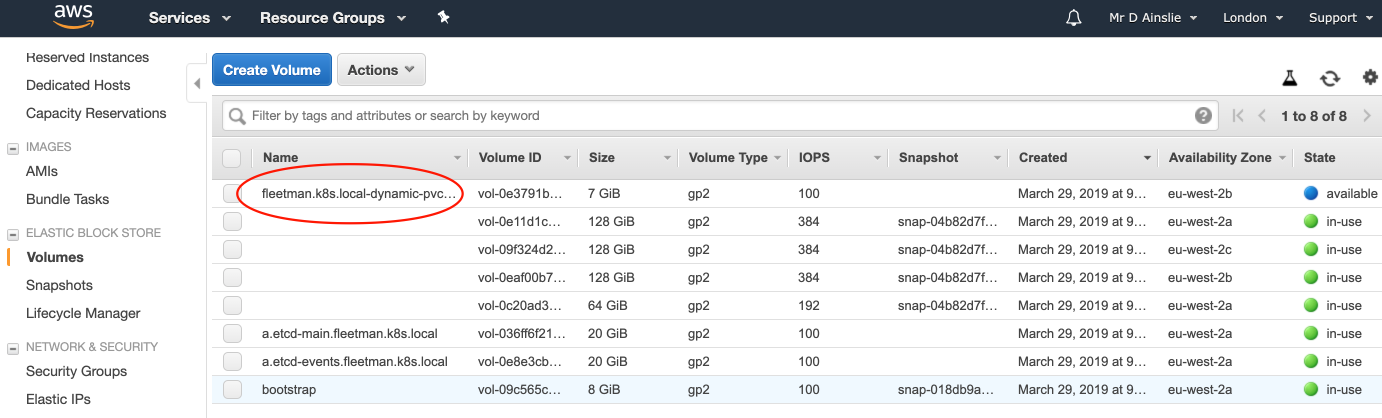 aws Services Resource Groups Mr D Ainslie London Support
Reserved Instances
Dedicated Hosts
Capacity Reservations
IMAGES
AMIs
Bundle Tasks
ELASTIC BLOCK STORE
Volumes
Snapshots
Lifecycle Manager
NETWORK & SECURITY
Security Groups
Elastic IPs
Create Volume Actions
Filter by tags and attributes or search by keyword ? 1 to 8 of 8
Name Volume ID Size Volume Type IOPS Snapshot Created Availability Zone State
fleetman.k8s.local-dynamic-pvc... vol-0e3791b... 7 GiB gp2 100 March 29, 2019 at 9... eu-west-2b available
vol-0e11d1c... 128 GiB gp2 384 snap-04b82d7f... March 29, 2019 at 9... eu-west-2a in-use
vol-09f324d2... 128 GiB gp2 384 snap-04b82d7f... March 29, 2019 at 9... eu-west-2c in-use
vol-0eaf00b7... 128 GiB gp2 384 snap-04b82d7f... March 29, 2019 at 9... eu-west-2b in-use
vol-0c20ad3... 64 GiB gp2 192 snap-04b82d7f... March 29, 2019 at 9... eu-west-2a in-use
a.etcd-main.fleetman.k8s.local vol-036ff6f21... 20 GiB gp2 100 March 29, 2019 at 9... eu-west-2a in-use
a.etcd-events.fleetman.k8s.local vol-0e8e3cb... 20 GiB gp2 100 March 29, 2019 at 9... eu-west-2a in-use
bootstrap vol-09c565c... 8 GiB gp2 100 snap-018db9a... March 29, 2019 at 9... eu-west-2a in-use